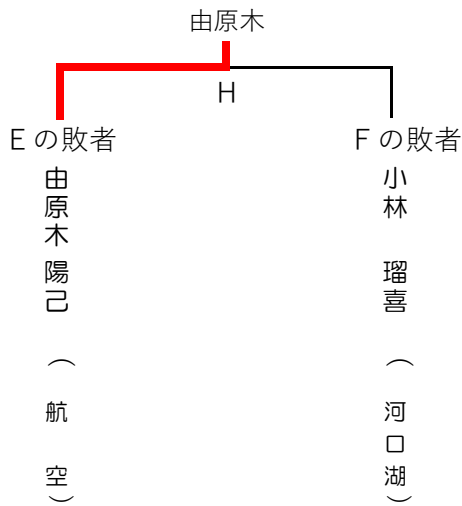 由原木
H
Eの敗者
由原木 陽己
（航 空）
Fの敗者
小林 瑠喜
（河口湖）